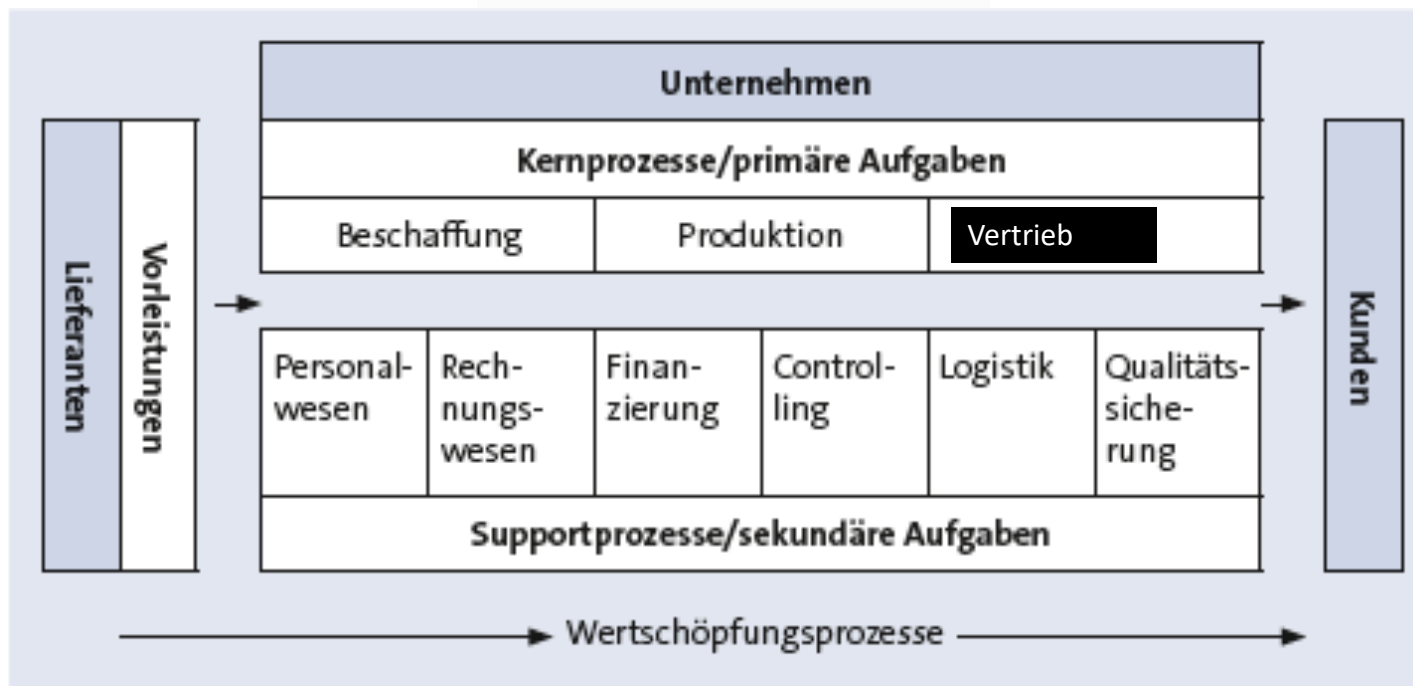 Unternehmen
Kernprozesse/primäre Aufgaben
Beschaffung
Produktion
Vertrieb
Lieferanten
Vorleistungen
Kunden
Personal-
wesen
Rech-
nungs-
wesen
Finan-
zierung
Control-
ling
Logistik
Qualitäts-
siche-
rung
Supportprozesse/sekundäre Aufgaben
Wertschöpfungsprozesse